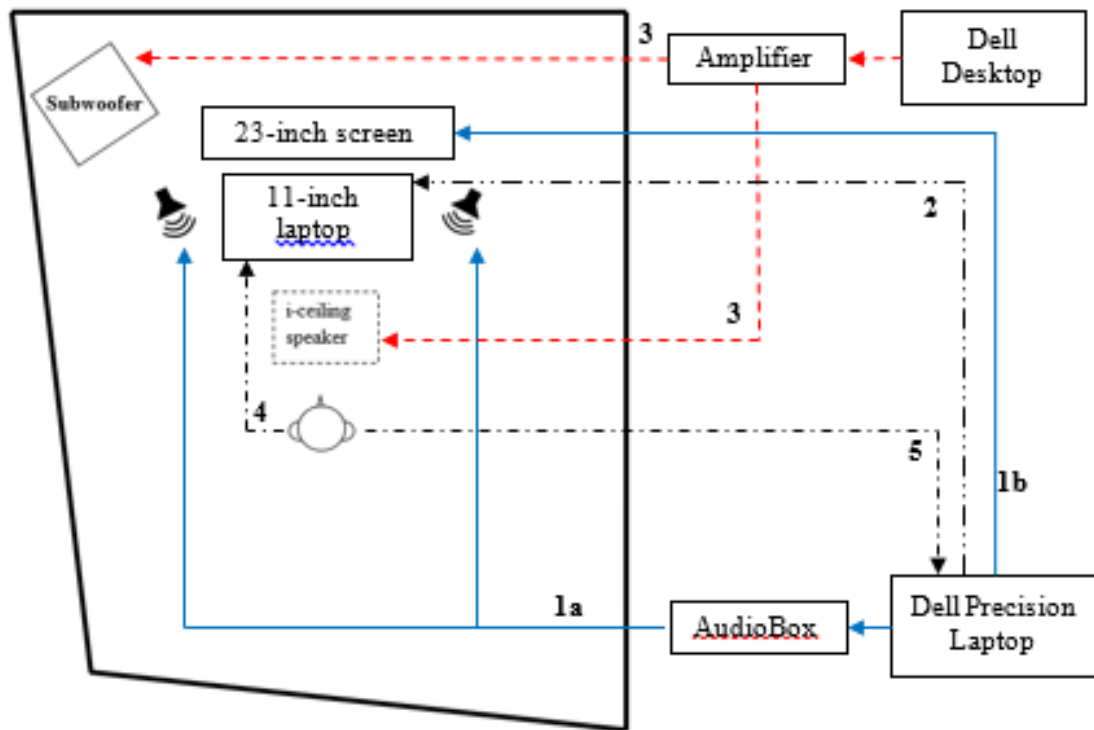 3
Amplifier
Dell
Desktop
Subwoofer
23-inch screen
11-inch
laptop
2
i-ceiling
speaker
3
4
5
1b
1a
AudioBox
Dell Precision
Laptop